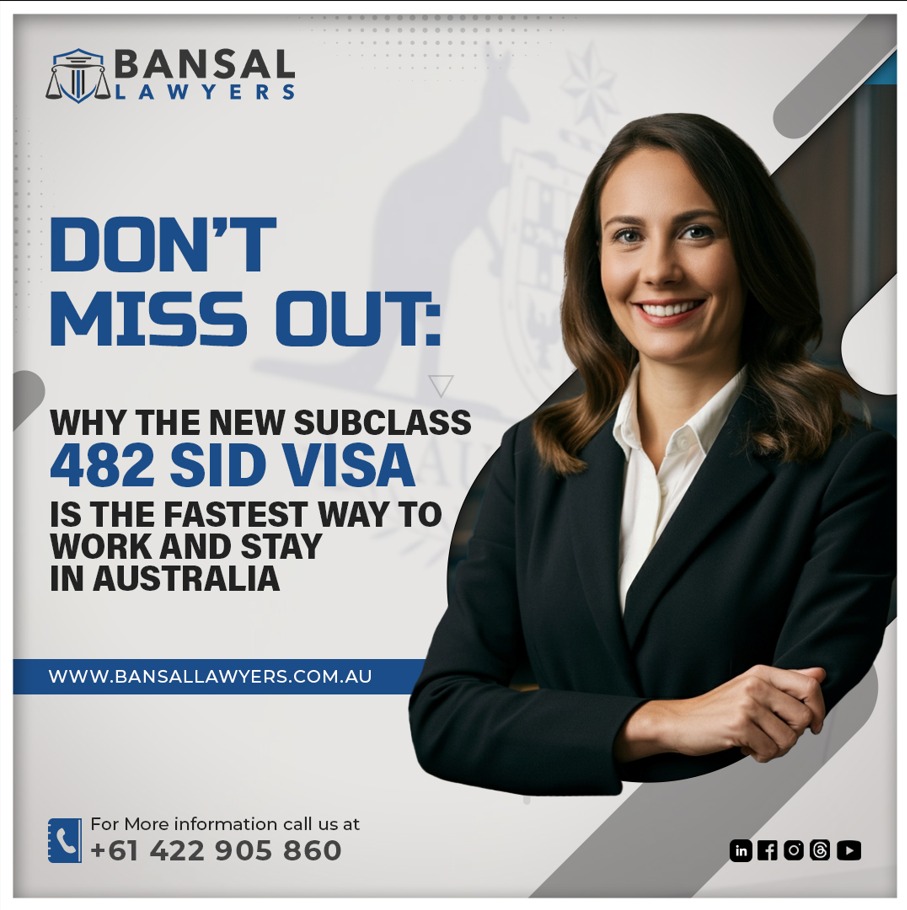 BANSAL
LAWYERS
DON'T
MISS OUT:
WHY THE NEW SUBCLASS
482 SID VISA
IS THE FASTEST WAY TO
WORK AND STAY
IN AUSTRALIA
WWW.BANSALLAWYERS.COM.AU
For More information call us at
+61 422 905 860